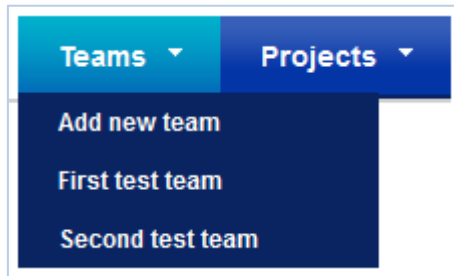 Teams Projects
Add new team
First test team
Second test team